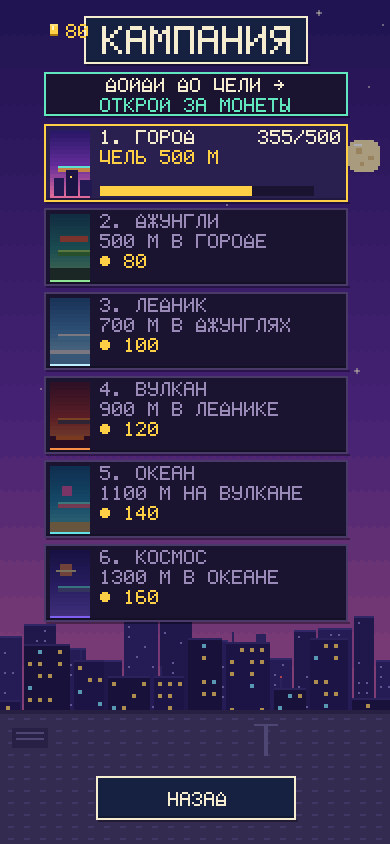 80
КАМПАНИЯ
ДОЙДИ ДО ЦЕЛИ →
ОТКРОЙ ЗА МОНЕТЫ
1. ГОРОД 355/500
ЦЕЛЬ 500 М
2. ДЖУНГЛИ
500 М В ГОРОДЕ
80
3. ЛЕДНИК
700 М В ДЖУНГЛЯХ
100
4. ВУЛКАН
900 М В ЛЕДНИКЕ
120
5. ОКЕАН
1100 М НА ВУЛКАНЕ
140
6. КОСМОС
1300 М В ОКЕАНЕ
160
НАЗАД